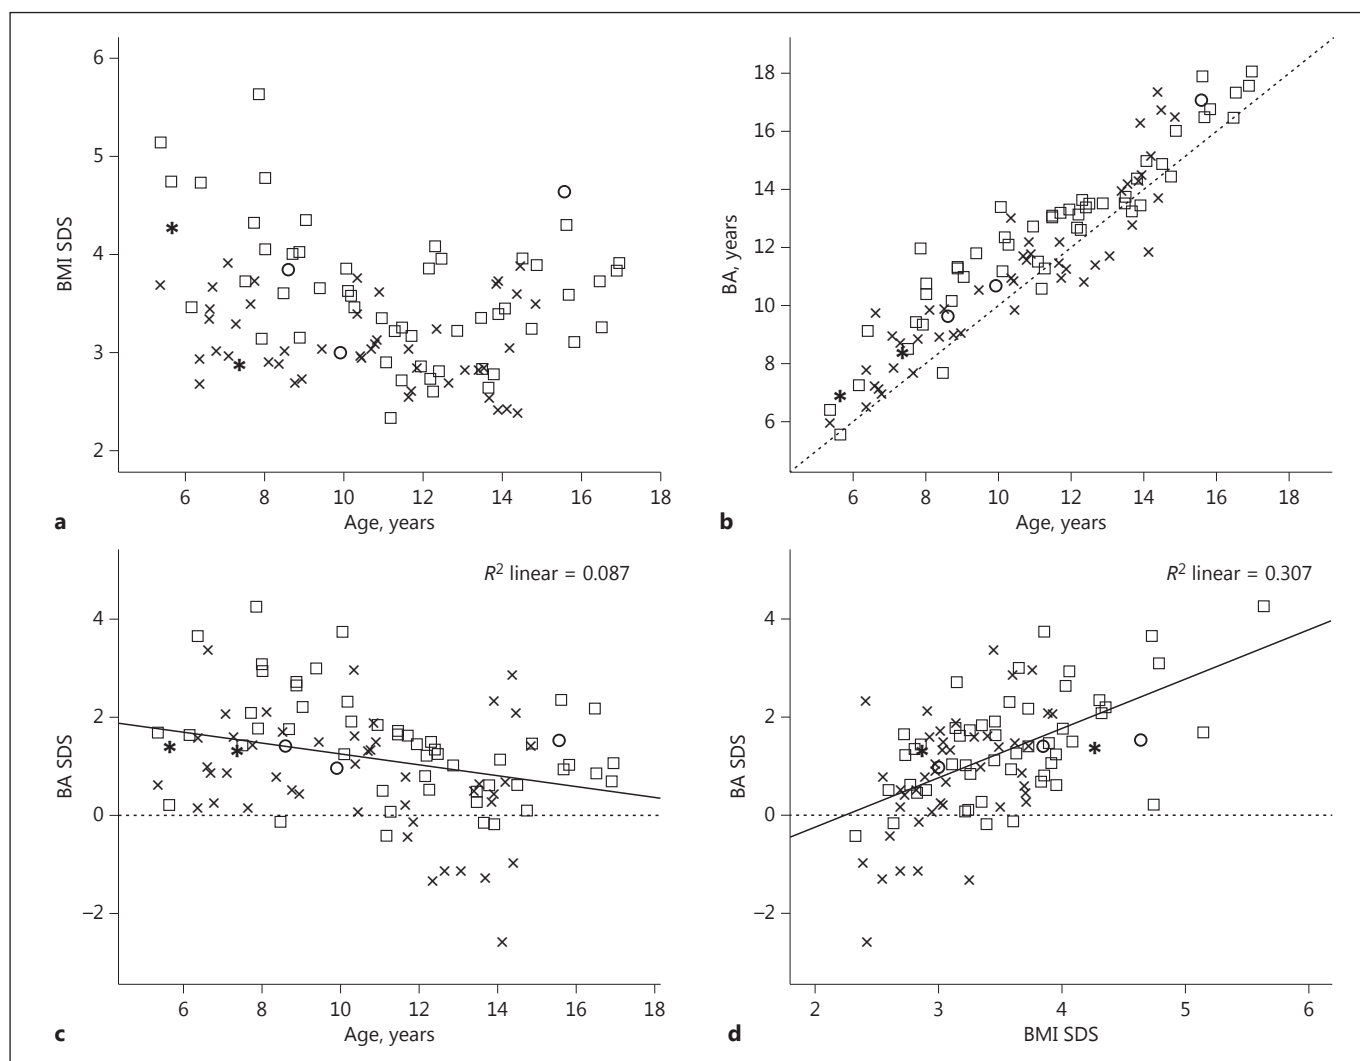 6
5
4
3
2
BMI SDS
6 8 10 12 14 16 18
Age, years
a
18
16
14
12
10
8
6
BA, years
6 8 10 12 14 16 18
Age, years
b
R² linear = 0.087
4
2
0
–2
BA SDS
6 8 10 12 14 16 18
Age, years
c
R² linear = 0.307
4
2
0
–2
BA SDS
2 3 4 5 6
BMI SDS
d